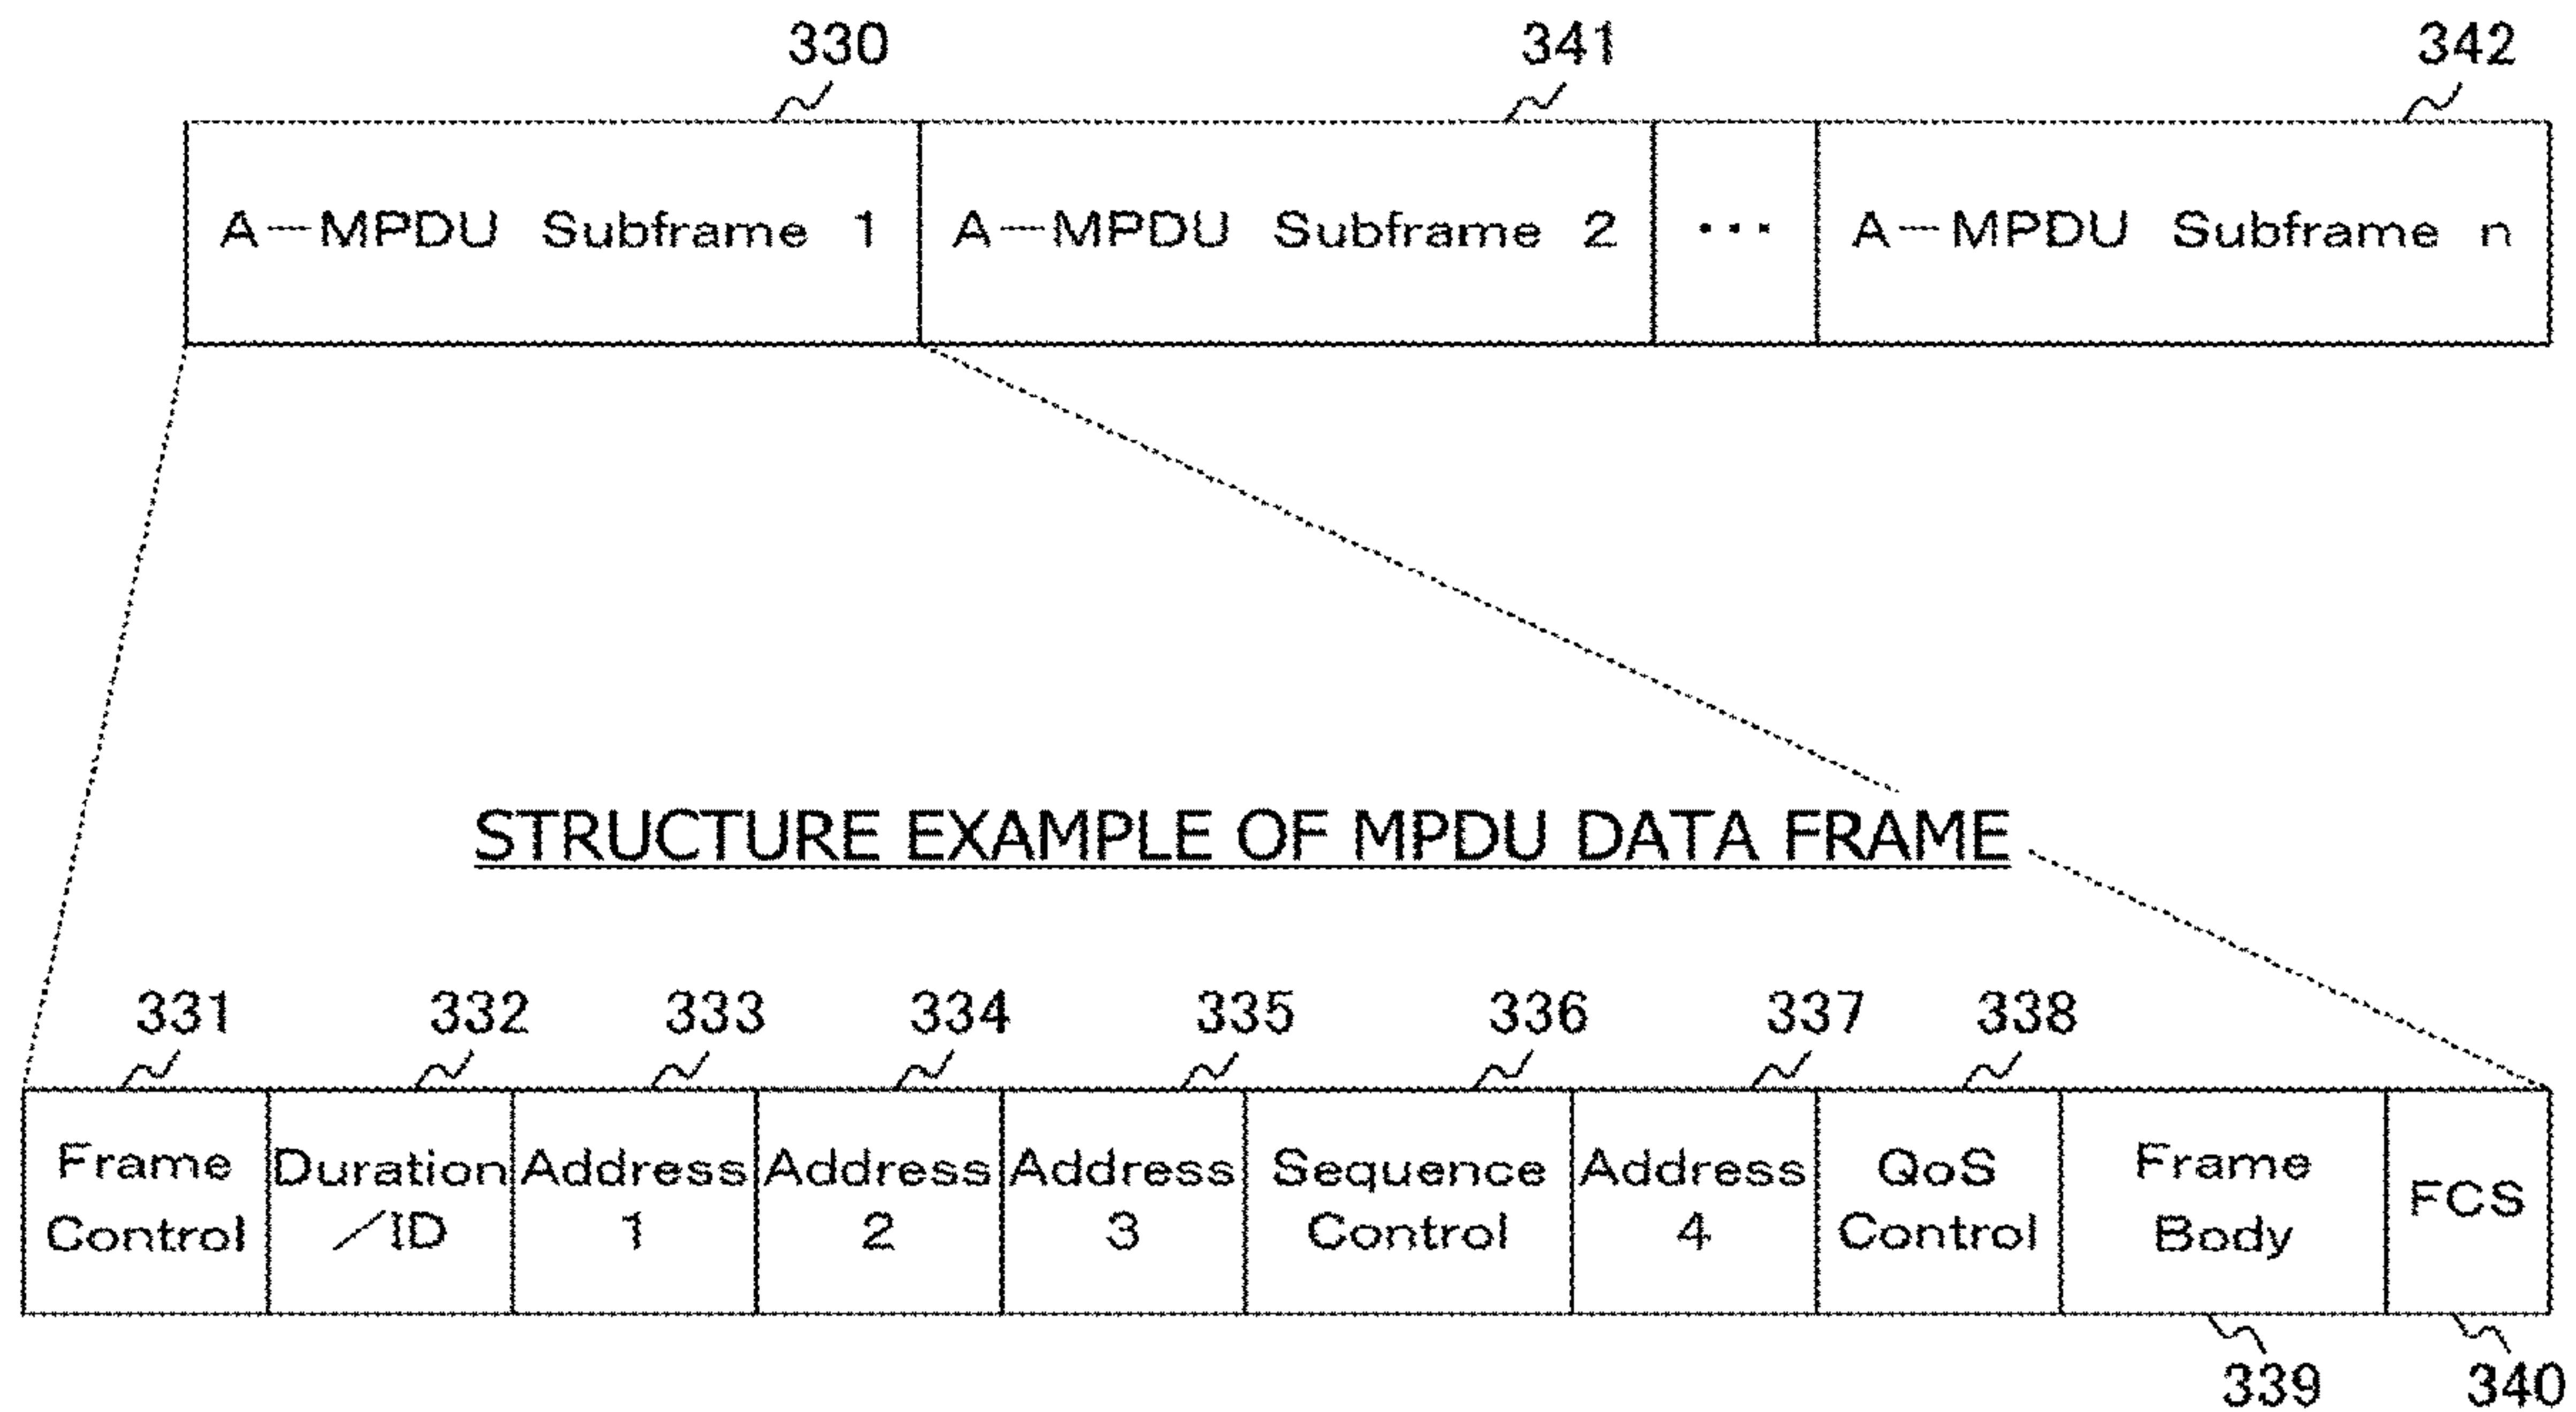 330 341 342
A-MPDU Subframe 1 A-MPDU Subframe 2 ... A-MPDU Subframe n
STRUCTURE EXAMPLE OF MPDU DATA FRAME
331 332 333 334 335 336 337 338
Frame Control
Duration /ID
Address 1
Address 2
Address 3
Sequence Control
Address 4
QoS Control
Frame Body
FCS
339 340